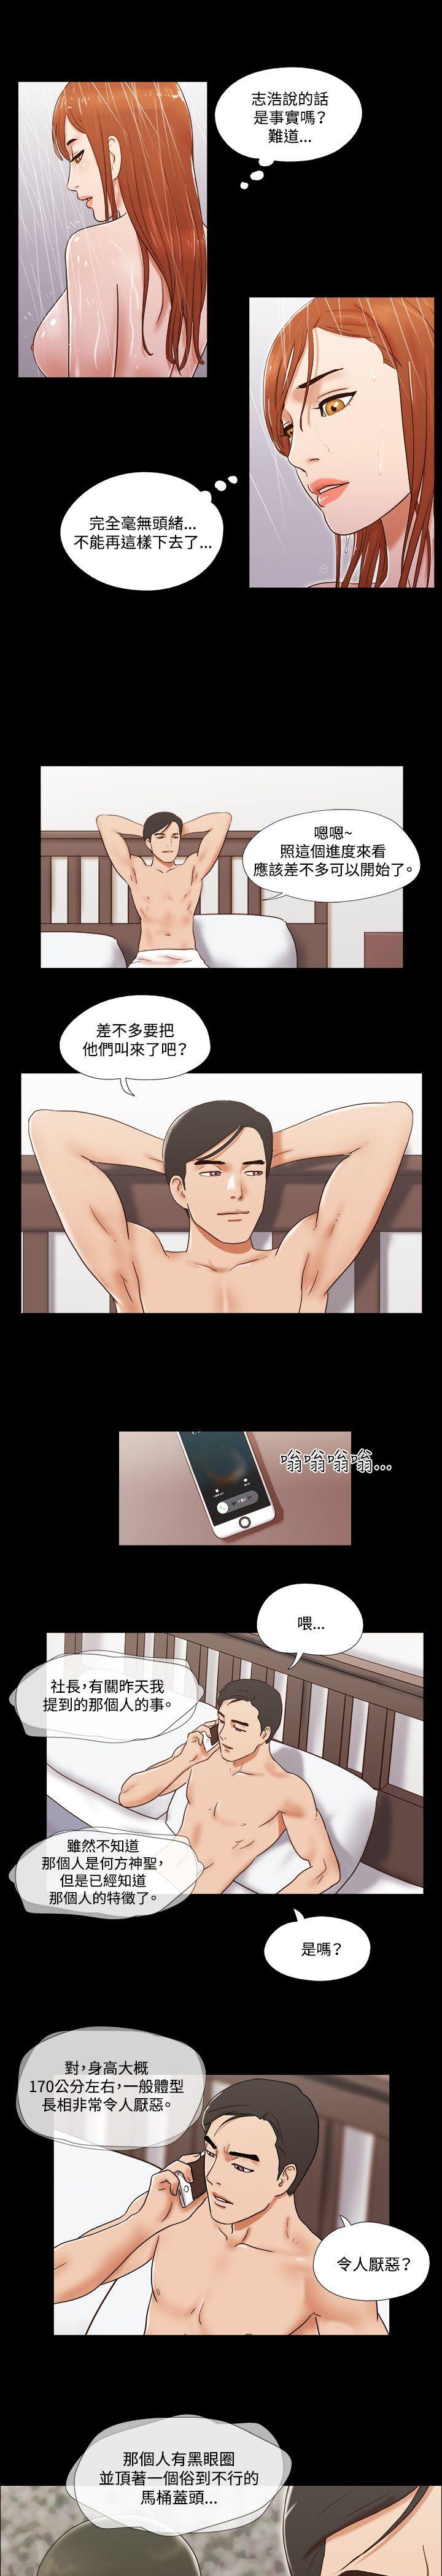 志浩說的話
是事實嗎？
難道...
完全毫無頭緒...
不能再這樣下去了...
嗯嗯~
照這個進度來看
應該差不多可以開始了。
差不多要把
他們叫來了吧？
嗡嗡嗡嗡...
喂...
社長，有關昨天我
提到的那個人的事。
雖然不知道
那個人是何方神聖，
但是已經知道
那個人的特徵了。
是嗎？
對，身高大概
170公分左右，一般體型
長相非常令人厭惡。
令人厭惡？
那個人有黑眼圈
並頂著一個俗到不行的
馬桶蓋頭...